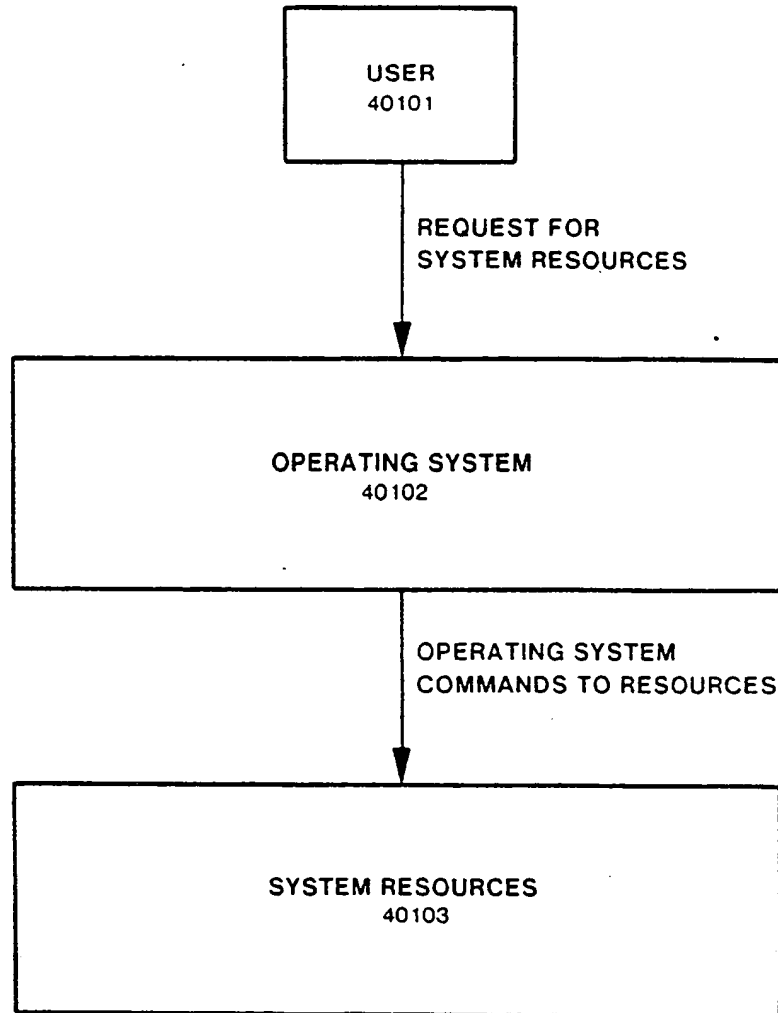 USER
40101
REQUEST FOR
SYSTEM RESOURCES
OPERATING SYSTEM
40102
OPERATING SYSTEM
COMMANDS TO RESOURCES
SYSTEM RESOURCES
40103